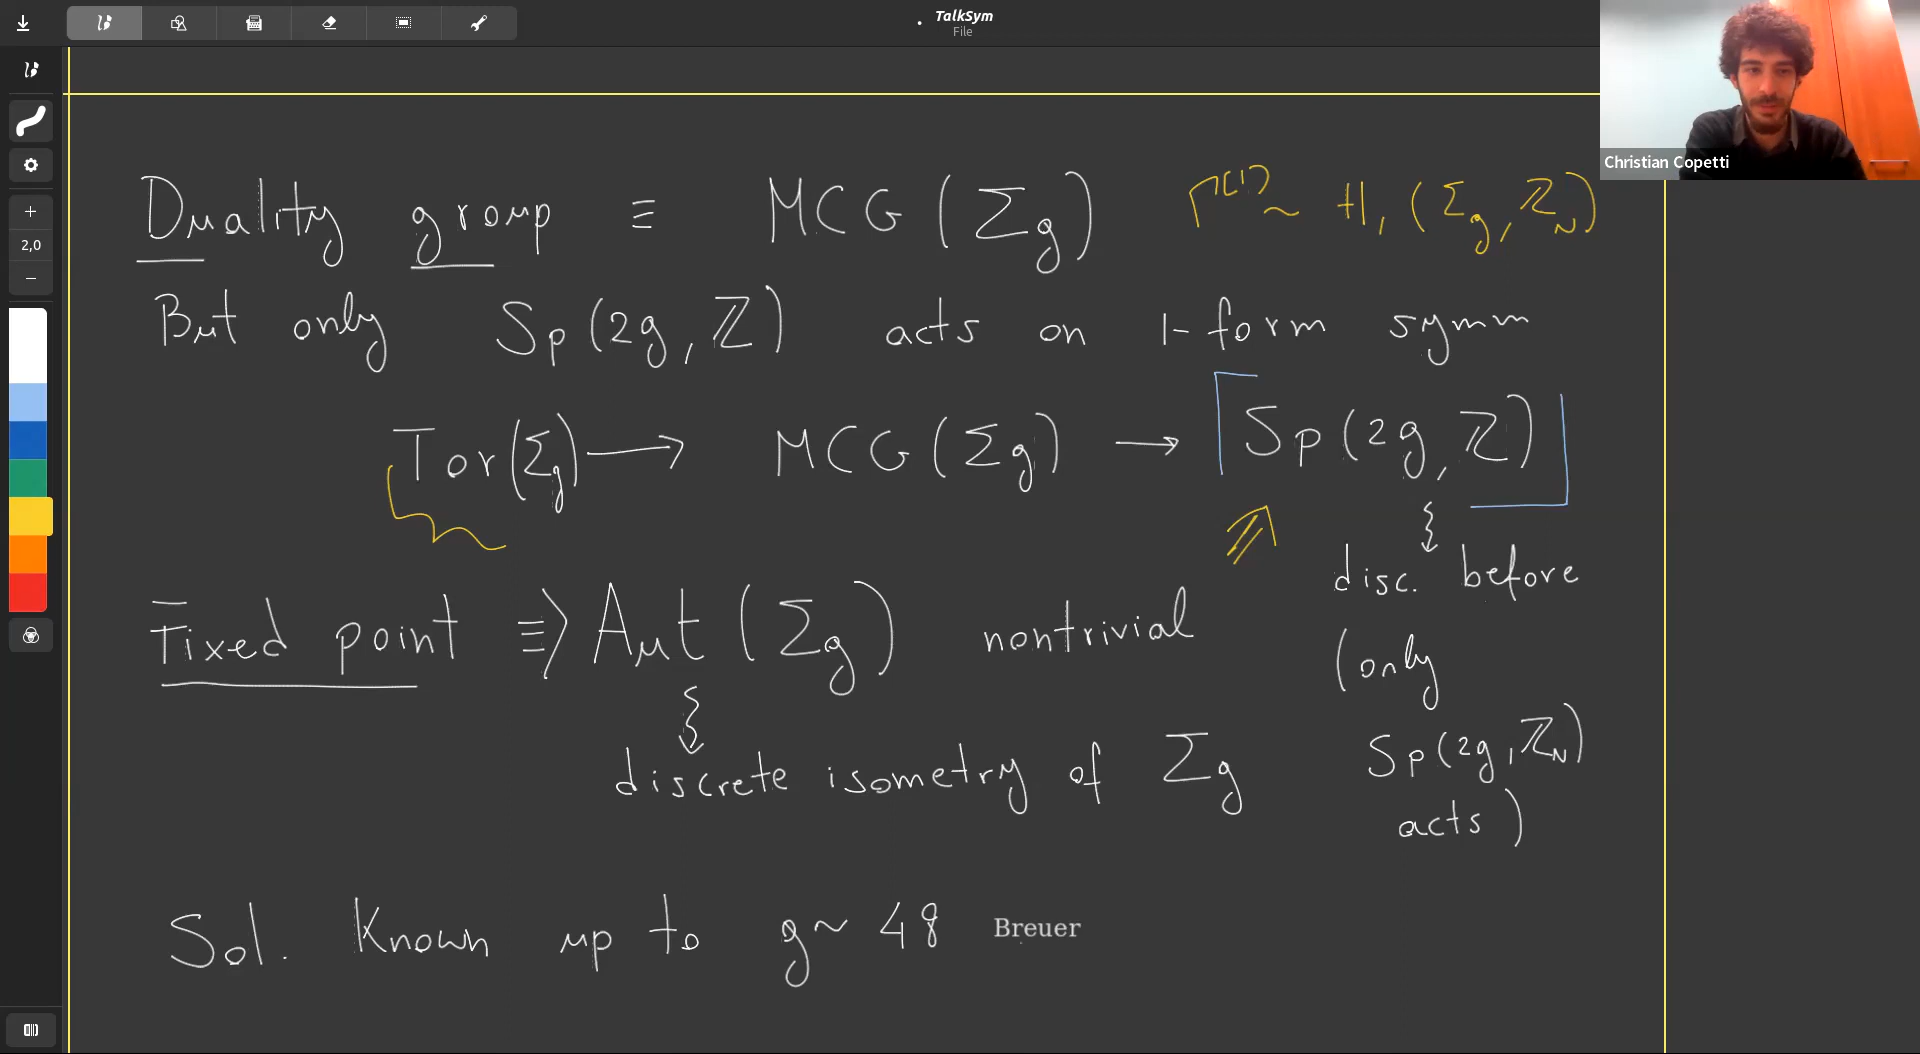 TalkSym
File
Christian Copetti
2,0
Duality group ≡ MCG (Σg) Γ(1) ~ H1 (Σg, ℤN)
But only Sp(2g, ℤ) acts on 1-form symm
Tor(Σg) → MCG (Σg) → Sp(2g, ℤ)
disc. before
(only
Sp(2g, ℤN)
acts)
Fixed point ≡> Aut (Σg) nontrivial
discrete isometry of Σg
Sol. Known up to g~ 48 Breuer